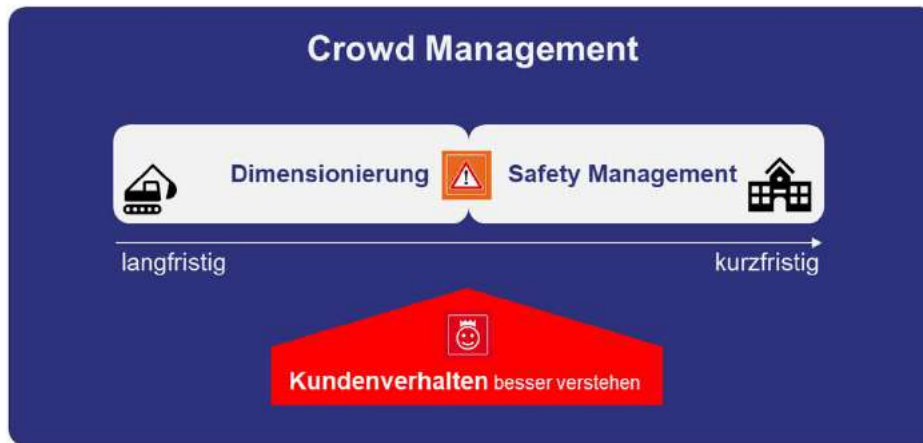 Crowd Management
Dimensionierung
Safety Management
langfristig
kurzfristig
Kundenverhalten besser verstehen